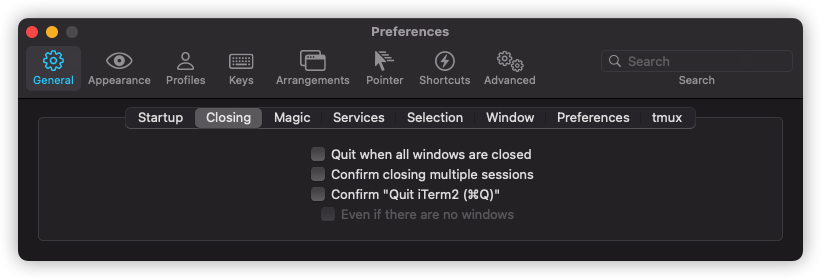 Preferences
General Appearance Profiles Keys Arrangements Pointer Shortcuts Advanced Search
Search
Startup Closing Magic Services Selection Window Preferences tmux
Quit when all windows are closed
Confirm closing multiple sessions
Confirm "Quit iTerm2 (⌘Q)"
Even if there are no windows